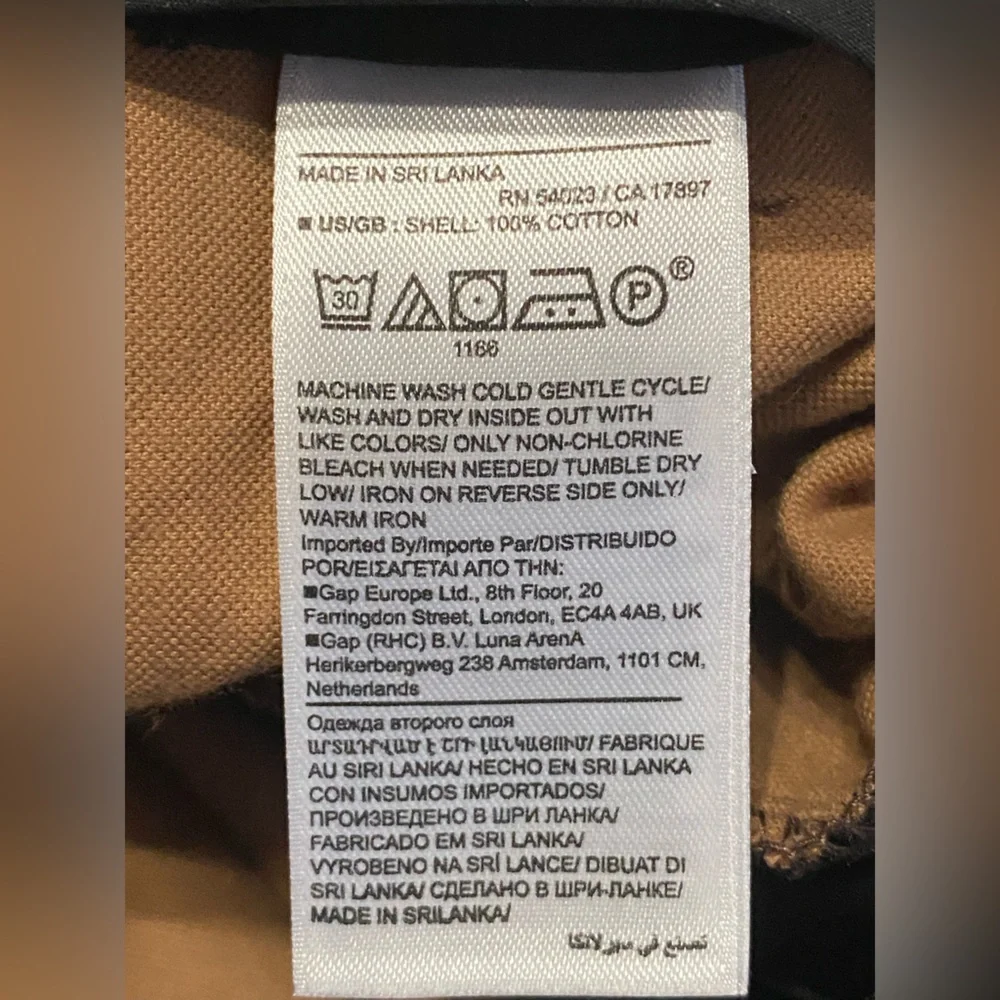 MADE IN SRI LANKA
RN 54023 / CA 17897
■ US/GB : SHELL: 100% COTTON
30
P®
1166
MACHINE WASH COLD GENTLE CYCLE/
WASH AND DRY INSIDE OUT WITH
LIKE COLORS/ ONLY NON-CHLORINE
BLEACH WHEN NEEDED/ TUMBLE DRY
LOW/ IRON ON REVERSE SIDE ONLY/
WARM IRON
Imported By/Importe Par/DISTRIBUIDO
POR/ΕΙΣΑΓΕΤΑΙ ΑΠΟ ΤΗΝ:
■Gap Europe Ltd., 8th Floor, 20
Farringdon Street, London, EC4A 4AB, UK
■Gap (RHC) B.V. Luna ArenA
Herikerbergweg 238 Amsterdam, 1101 CM,
Netherlands
Одежда второго слоя
ԱՐՏԱԴՐՎԱԾ Է ՇՐԻ ԼԱՆԿԱՅՈՒՄ/ FABRIQUE
AU SIRI LANKA/ HECHO EN SRI LANKA
CON INSUMOS IMPORTADOS/
ПРОИЗВЕДЕНО В ШРИ ЛАНКА/
FABRICADO EM SRI LANKA/
VYROBENO NA SRÍ LANCE/ DIBUAT DI
SRI LANKA/ СДЕЛАНО В ШРИ-ЛАНКЕ/
MADE IN SRILANKA/
تصنع في